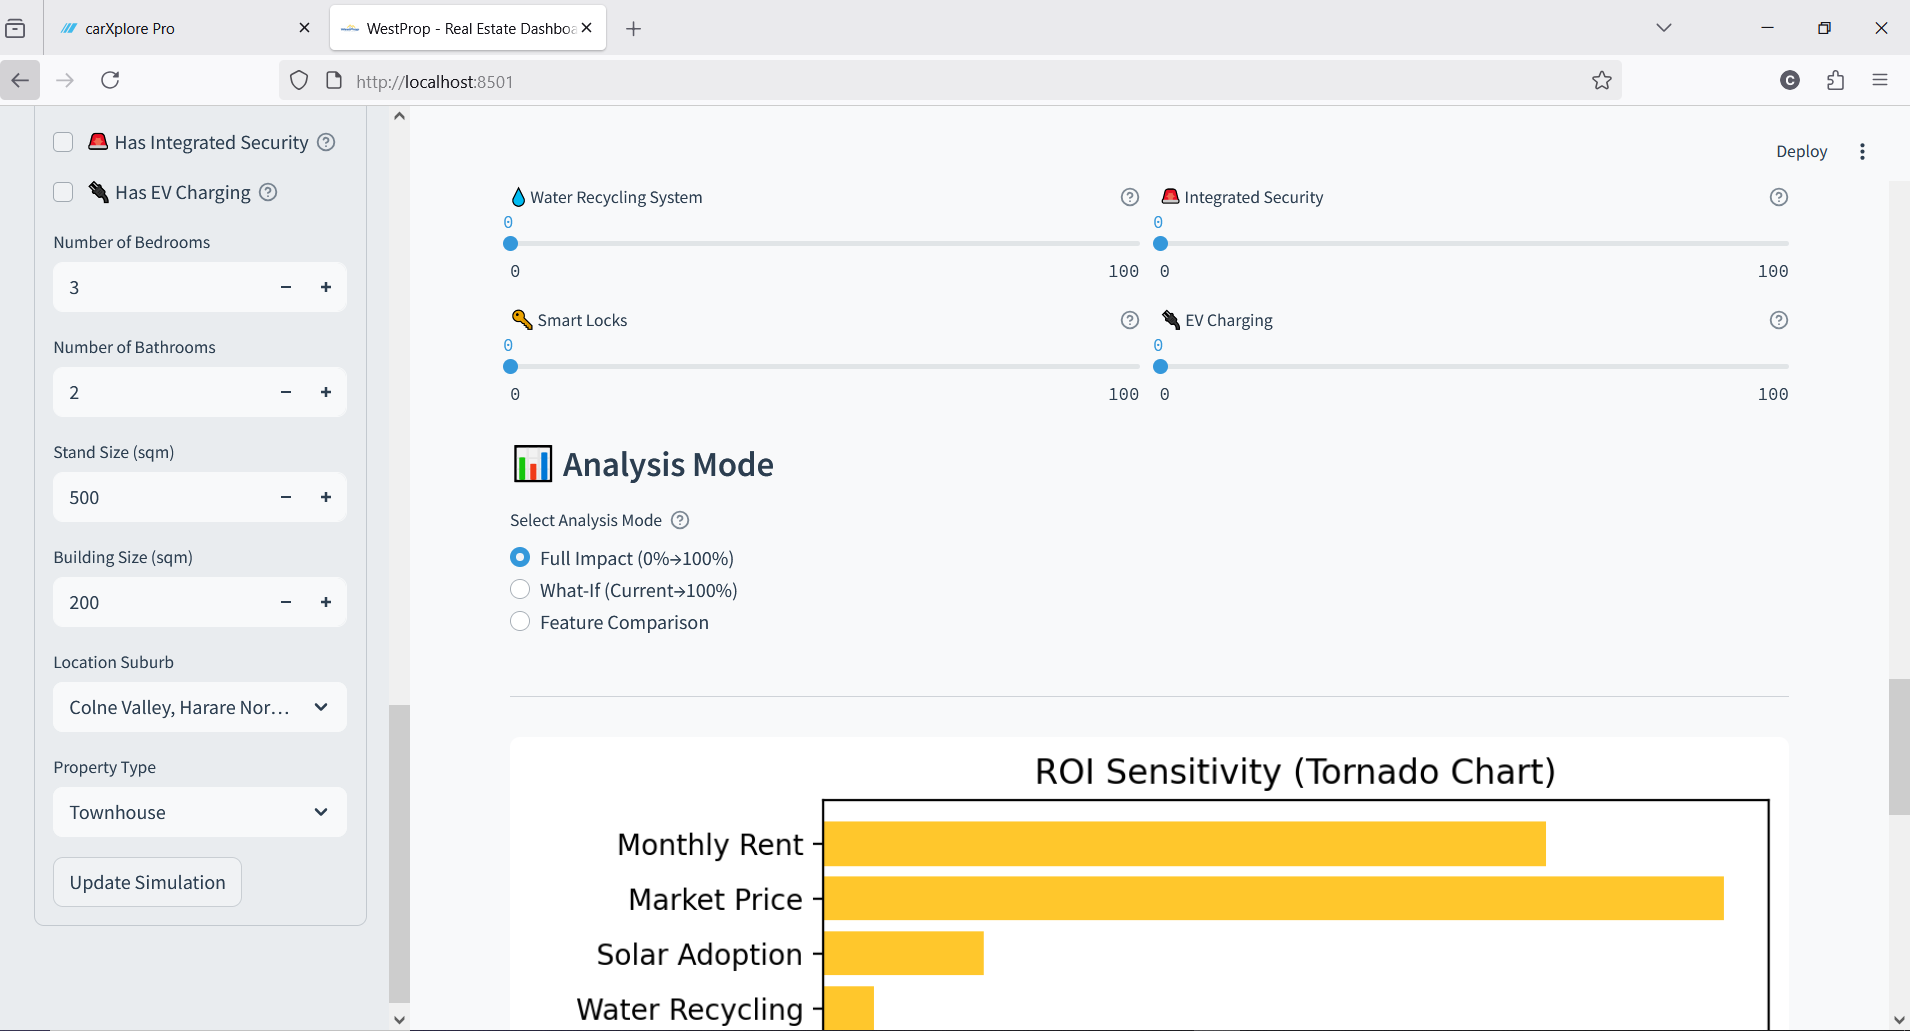 carXplore Pro
WestProp - Real Estate Dashboa
http://localhost:8501
C
Has Integrated Security
Has EV Charging
Number of Bedrooms
3
Number of Bathrooms
2
Stand Size (sqm)
500
Building Size (sqm)
200
Location Suburb
Colne Valley, Harare Nor...
Property Type
Townhouse
Update Simulation
Deploy
Water Recycling System
0
0 100
Integrated Security
0
0 100
Smart Locks
0
0 100
EV Charging
0
0 100
Analysis Mode
Select Analysis Mode
Full Impact (0%→100%)
What-If (Current→100%)
Feature Comparison
ROI Sensitivity (Tornado Chart)
Monthly Rent
Market Price
Solar Adoption
Water Recycling